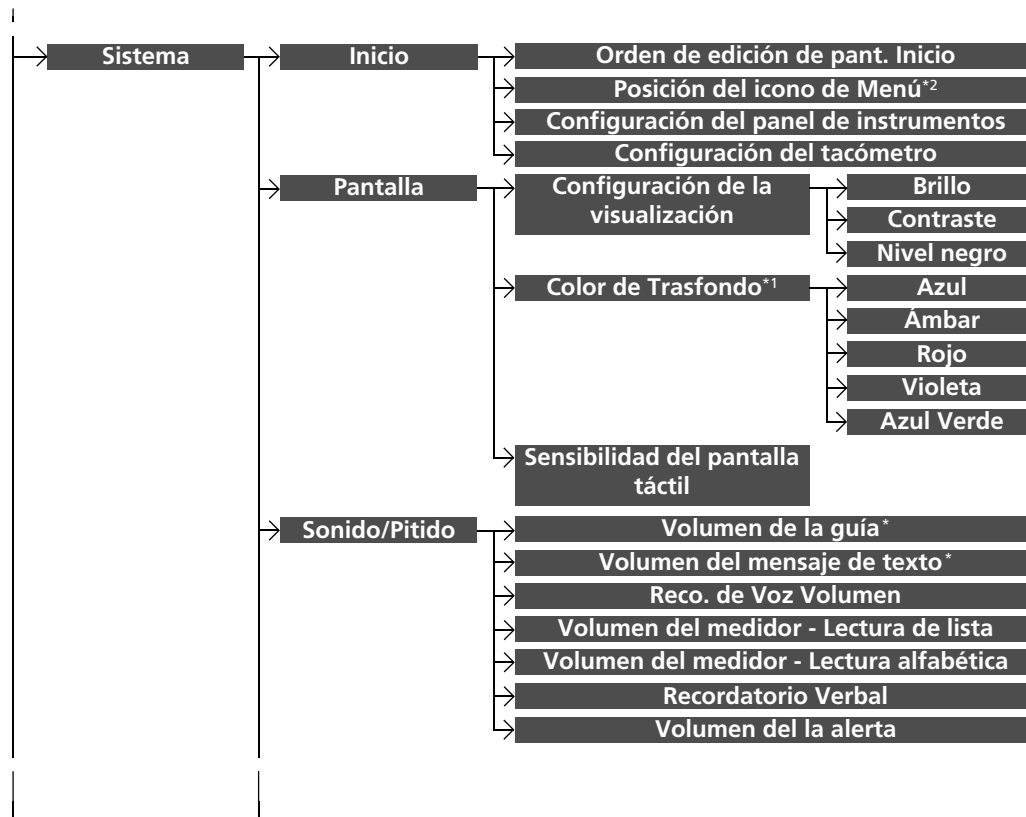 Sistema
Inicio
Orden de edición de pant. Inicio
Posición del icono de Menú*2
Configuración del panel de instrumentos
Configuración del tacómetro
Pantalla
Configuración de la
visualización
Brillo
Contraste
Nivel negro
Color de Trasfondo*1
Azul
Ámbar
Rojo
Violeta
Azul Verde
Sensibilidad del pantalla
táctil
Sonido/Pitido
Volumen de la guía*
Volumen del mensaje de texto*
Reco. de Voz Volumen
Volumen del medidor - Lectura de lista
Volumen del medidor - Lectura alfabética
Recordatorio Verbal
Volumen del la alerta